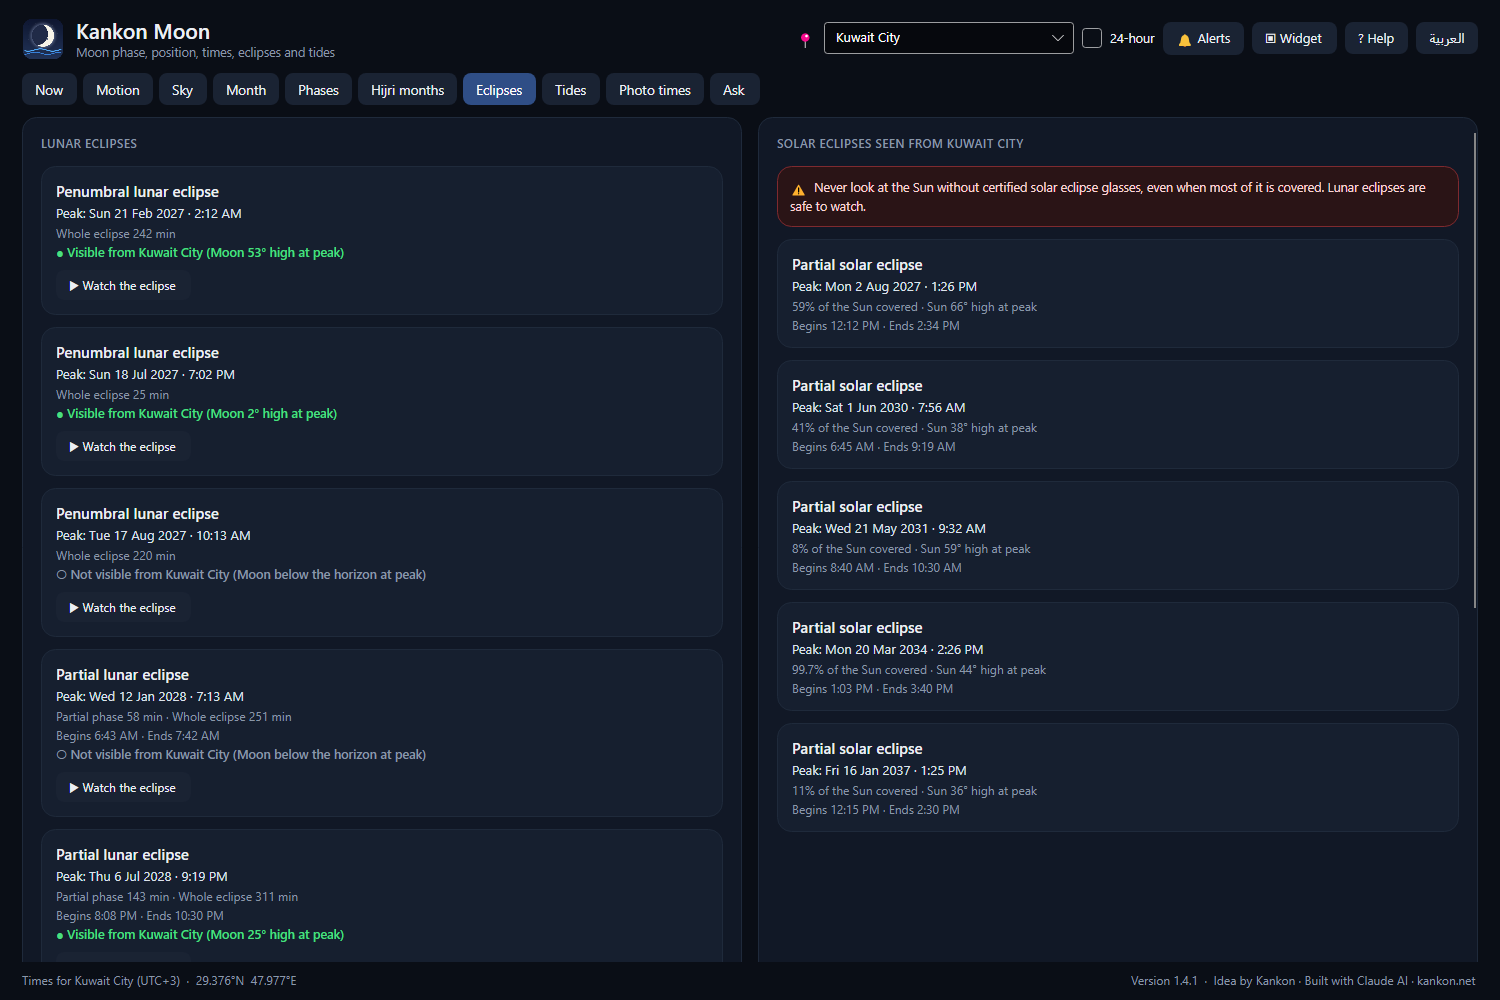 Kankon Moon
Moon phase, position, times, eclipses and tides
Kuwait City
24-hour
Alerts
Widget
? Help
العربية
Now
Motion
Sky
Month
Phases
Hijri months
Eclipses
Tides
Photo times
Ask
LUNAR ECLIPSES
Penumbral lunar eclipse
Peak: Sun 21 Feb 2027 · 2:12 AM
Whole eclipse 242 min
● Visible from Kuwait City (Moon 53° high at peak)
▶ Watch the eclipse
Penumbral lunar eclipse
Peak: Sun 18 Jul 2027 · 7:02 PM
Whole eclipse 25 min
● Visible from Kuwait City (Moon 2° high at peak)
▶ Watch the eclipse
Penumbral lunar eclipse
Peak: Tue 17 Aug 2027 · 10:13 AM
Whole eclipse 220 min
○ Not visible from Kuwait City (Moon below the horizon at peak)
▶ Watch the eclipse
Partial lunar eclipse
Peak: Wed 12 Jan 2028 · 7:13 AM
Partial phase 58 min · Whole eclipse 251 min
Begins 6:43 AM · Ends 7:42 AM
○ Not visible from Kuwait City (Moon below the horizon at peak)
▶ Watch the eclipse
Partial lunar eclipse
Peak: Thu 6 Jul 2028 · 9:19 PM
Partial phase 143 min · Whole eclipse 311 min
Begins 8:08 PM · Ends 10:30 PM
● Visible from Kuwait City (Moon 25° high at peak)
SOLAR ECLIPSES SEEN FROM KUWAIT CITY
⚠ Never look at the Sun without certified solar eclipse glasses, even when most of it is covered. Lunar eclipses are
safe to watch.
Partial solar eclipse
Peak: Mon 2 Aug 2027 · 1:26 PM
59% of the Sun covered · Sun 66° high at peak
Begins 12:12 PM · Ends 2:34 PM
Partial solar eclipse
Peak: Sat 1 Jun 2030 · 7:56 AM
41% of the Sun covered · Sun 38° high at peak
Begins 6:45 AM · Ends 9:19 AM
Partial solar eclipse
Peak: Wed 21 May 2031 · 9:32 AM
8% of the Sun covered · Sun 59° high at peak
Begins 8:40 AM · Ends 10:30 AM
Partial solar eclipse
Peak: Mon 20 Mar 2034 · 2:26 PM
99.7% of the Sun covered · Sun 44° high at peak
Begins 1:03 PM · Ends 3:40 PM
Partial solar eclipse
Peak: Fri 16 Jan 2037 · 1:25 PM
11% of the Sun covered · Sun 36° high at peak
Begins 12:15 PM · Ends 2:30 PM
Times for Kuwait City (UTC+3) · 29.376°N 47.977°E
Version 1.4.1 · Idea by Kankon · Built with Claude AI · kankon.net